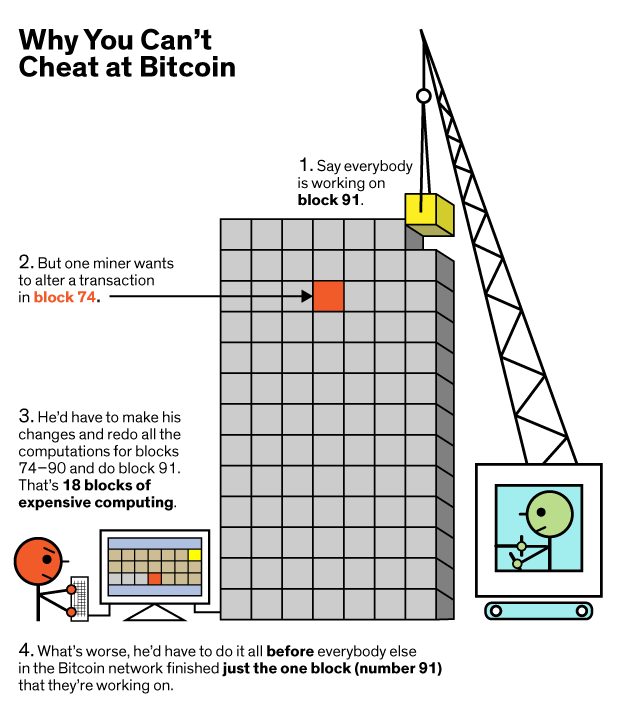 Why You Can't
Cheat at Bitcoin
1. Say everybody
is working on
block 91.
2. But one miner wants
to alter a transaction
in block 74.
3. He'd have to make his
changes and redo all the
computations for blocks
74–90 and do block 91.
That's 18 blocks of
expensive computing.
4. What's worse, he'd have to do it all before everybody else
in the Bitcoin network finished just the one block (number 91)
that they're working on.